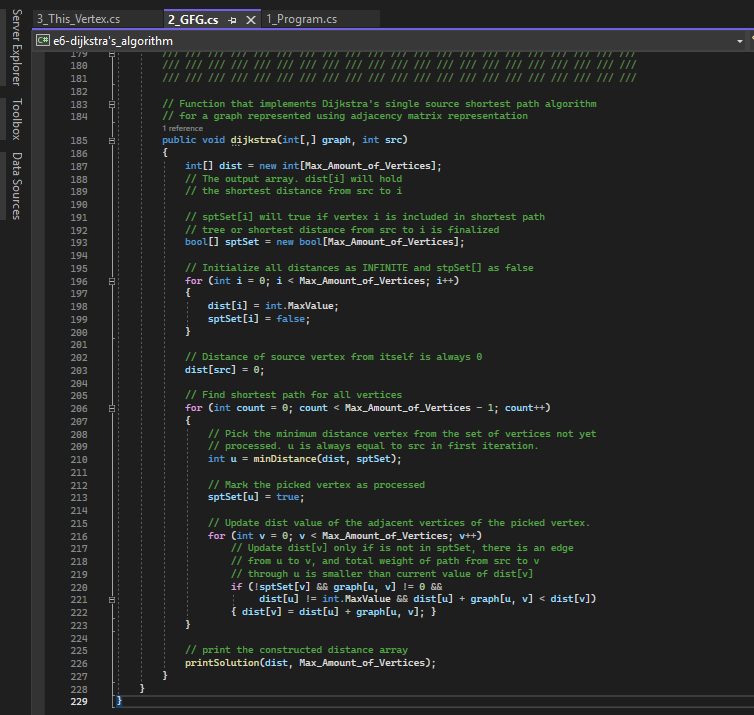 Server Explorer
Toolbox
Data Sources
3_This_Vertex.cs 2_GFG.cs 1_Program.cs
C# e6-dijkstra's_algorithm
179 /// /// /// /// /// /// /// /// /// /// /// /// /// /// /// /// /// /// /// /// ///
180 /// /// /// /// /// /// /// /// /// /// /// /// /// /// /// /// /// /// /// /// ///
181 /// /// /// /// /// /// /// /// /// /// /// /// /// /// /// /// /// /// /// /// ///
182
183 // Function that implements Dijkstra's single source shortest path algorithm
184 // for a graph represented using adjacency matrix representation
1 reference
185 public void dijkstra(int[,] graph, int src)
186 {
187 int[] dist = new int[Max_Amount_of_Vertices];
188 // The output array. dist[i] will hold
189 // the shortest distance from src to i
190
191 // sptSet[i] will true if vertex i is included in shortest path
192 // tree or shortest distance from src to i is finalized
193 bool[] sptSet = new bool[Max_Amount_of_Vertices];
194
195 // Initialize all distances as INFINITE and stpSet[] as false
196 for (int i = 0; i < Max_Amount_of_Vertices; i++)
197 {
198 dist[i] = int.MaxValue;
199 sptSet[i] = false;
200 }
201
202 // Distance of source vertex from itself is always 0
203 dist[src] = 0;
204
205 // Find shortest path for all vertices
206 for (int count = 0; count < Max_Amount_of_Vertices - 1; count++)
207 {
208 // Pick the minimum distance vertex from the set of vertices not yet
209 // processed. u is always equal to src in first iteration.
210 int u = minDistance(dist, sptSet);
211
212 // Mark the picked vertex as processed
213 sptSet[u] = true;
214
215 // Update dist value of the adjacent vertices of the picked vertex.
216 for (int v = 0; v < Max_Amount_of_Vertices; v++)
217 // Update dist[v] only if is not in sptSet, there is an edge
218 // from u to v, and total weight of path from src to v
219 // through u is smaller than current value of dist[v]
220 if (!sptSet[v] && graph[u, v] != 0 &&
221 dist[u] != int.MaxValue && dist[u] + graph[u, v] < dist[v])
222 { dist[v] = dist[u] + graph[u, v]; }
223 }
224
225 // print the constructed distance array
226 printSolution(dist, Max_Amount_of_Vertices);
227 }
228 }
229 }